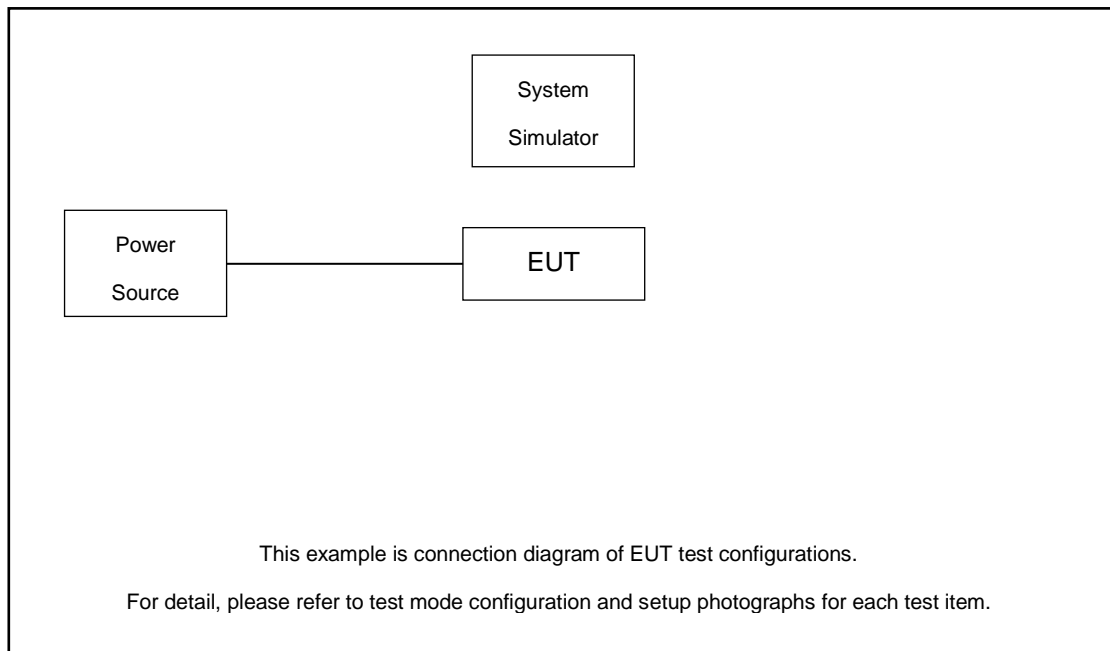 System
Simulator
Power
Source
EUT
This example is connection diagram of EUT test configurations.
For detail, please refer to test mode configuration and setup photographs for each test item.